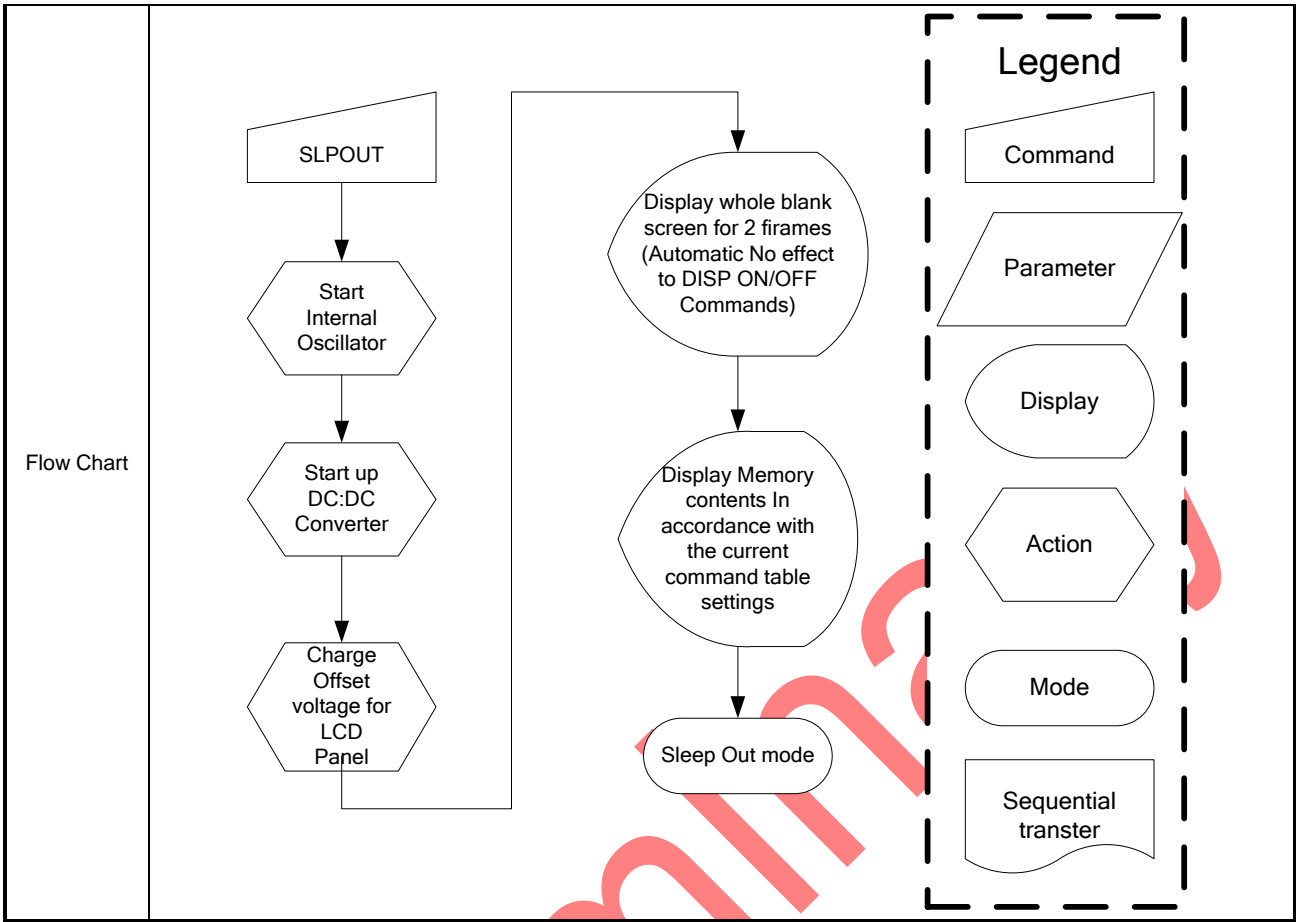 Flow Chart
SLPOUT
Start
Internal
Oscillator
Start up
DC:DC
Converter
Charge
Offset
voltage for
LCD
Panel
Display whole blank
screen for 2 firames
(Automatic No effect
to DISP ON/OFF
Commands)
Display Memory
contents In
accordance with
the current
command table
settings
Sleep Out mode
Legend
Command
Parameter
Display
Action
Mode
Sequential
transter